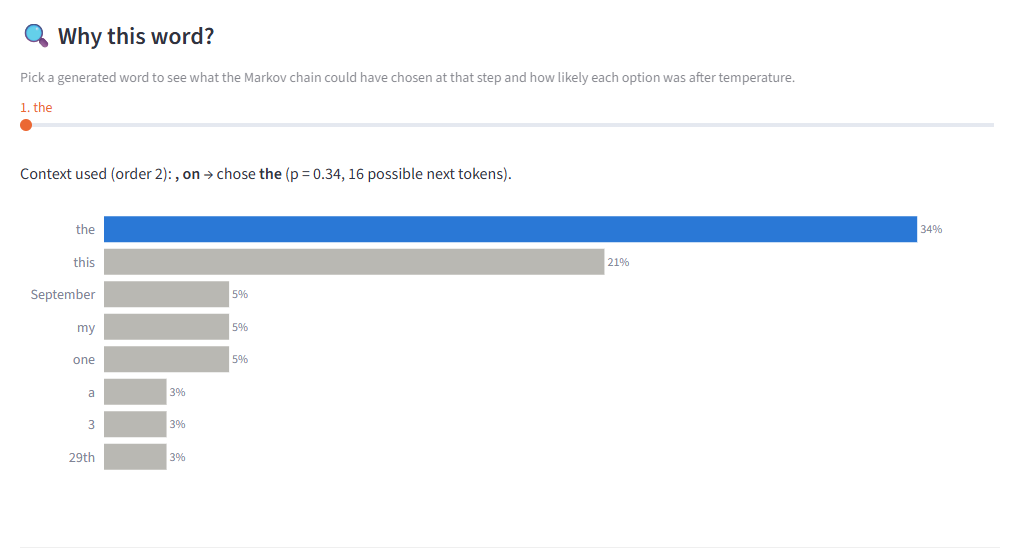 🔍 Why this word?
Pick a generated word to see what the Markov chain could have chosen at that step and how likely each option was after temperature.
1. the
Context used (order 2): , on → chose the (p = 0.34, 16 possible next tokens).
the 34%
this 21%
September 5%
my 5%
one 5%
a 3%
3 3%
29th 3%